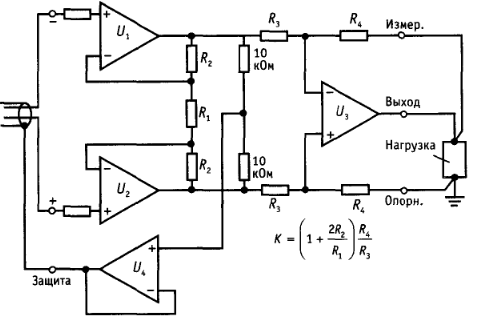 U1
R2
10
кОм
R3
R4
Измер.
R1
U3
Выход
Нагрузка
R2
U2
10
кОм
R3
R4
Опорн.
U4
Защита
K = (1 + 2R2/R1) R4/R3